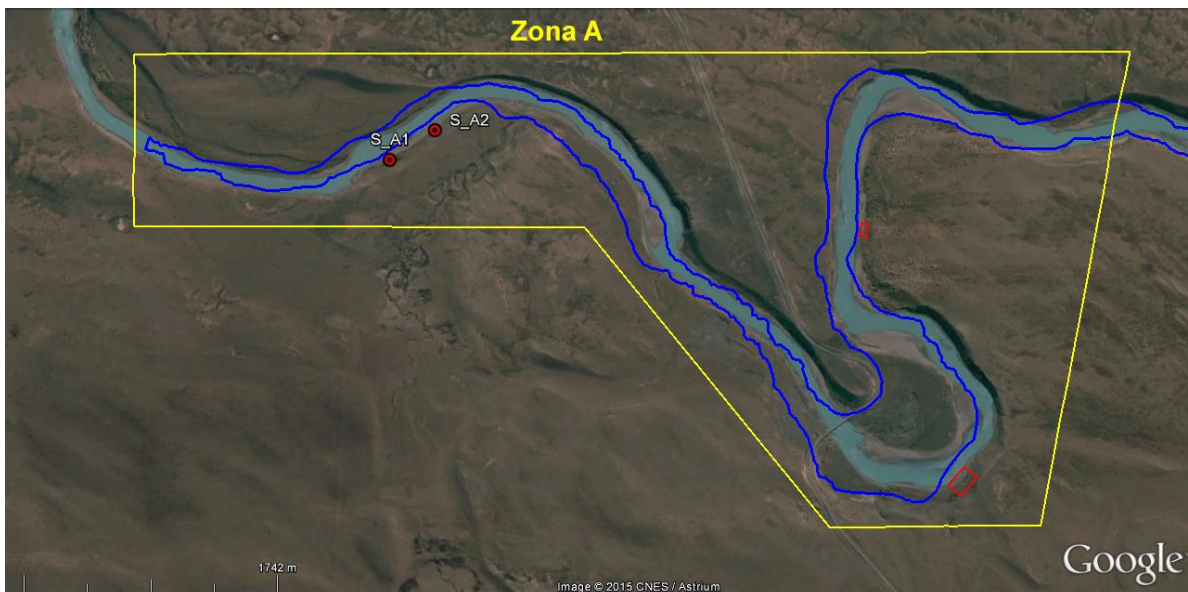 Zona A
S_A2
S_A1
1742 m
Image © 2015 CNES / Astrium
Google